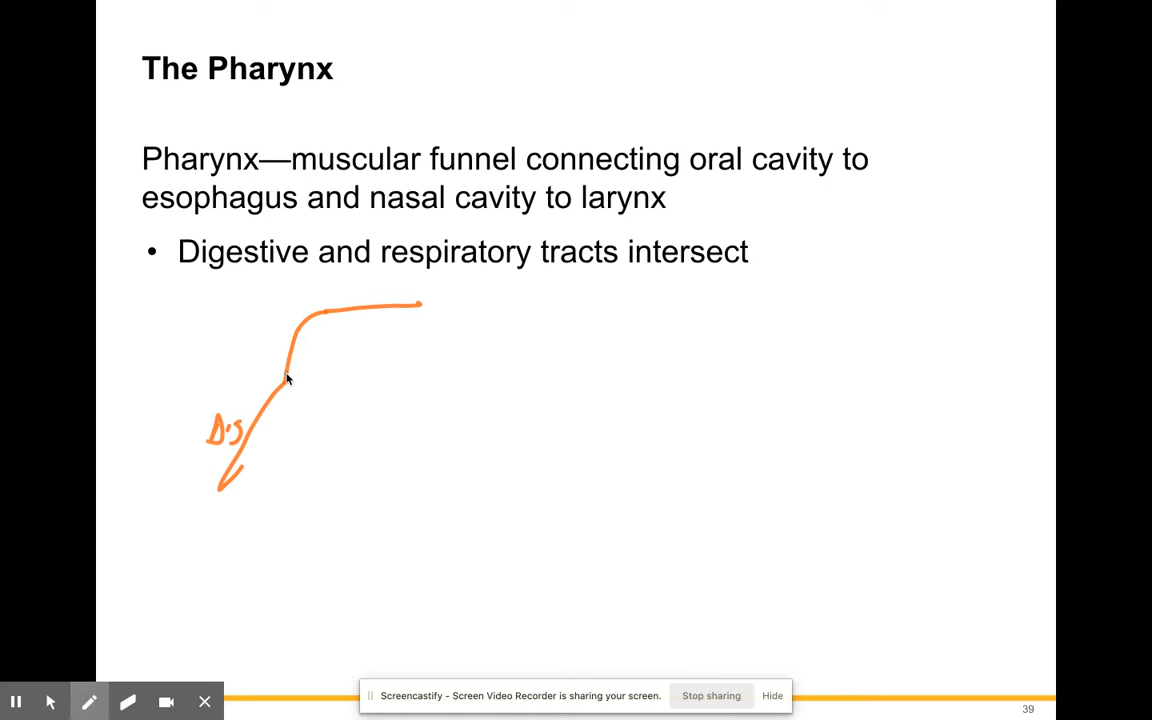 The Pharynx
Pharynx—muscular funnel connecting oral cavity to
esophagus and nasal cavity to larynx
• Digestive and respiratory tracts intersect
Dis
Screencastify - Screen Video Recorder is sharing your screen. Stop sharing Hide
39